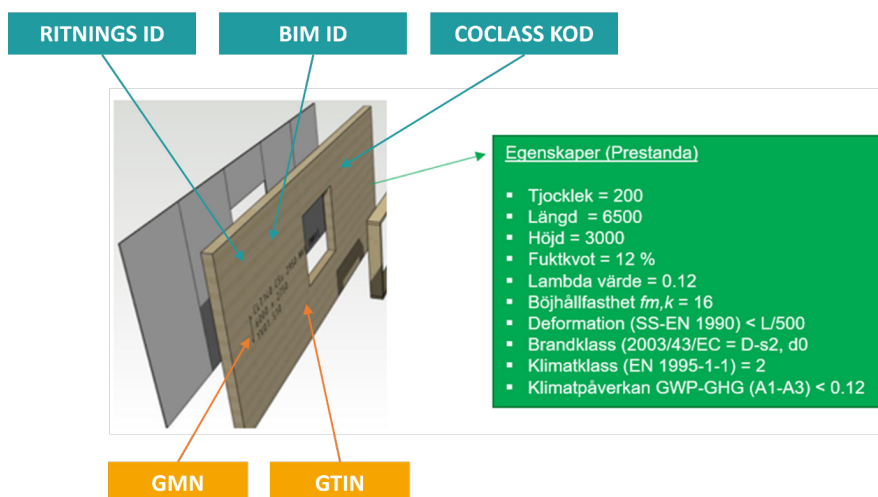 RITNINGS ID
BIM ID
COCLASS KOD
Egenskaper (Prestanda)
▪ Tjocklek = 200
▪ Längd = 6500
▪ Höjd = 3000
▪ Fuktkvot = 12 %
▪ Lambda värde = 0.12
▪ Böjhållfasthet fm,k = 16
▪ Deformation (SS-EN 1990) < L/500
▪ Brandklass (2003/43/EC = D-s2, d0
▪ Klimatklass (EN 1995-1-1) = 2
▪ Klimatpåverkan GWP-GHG (A1-A3) < 0.12
GMN
GTIN